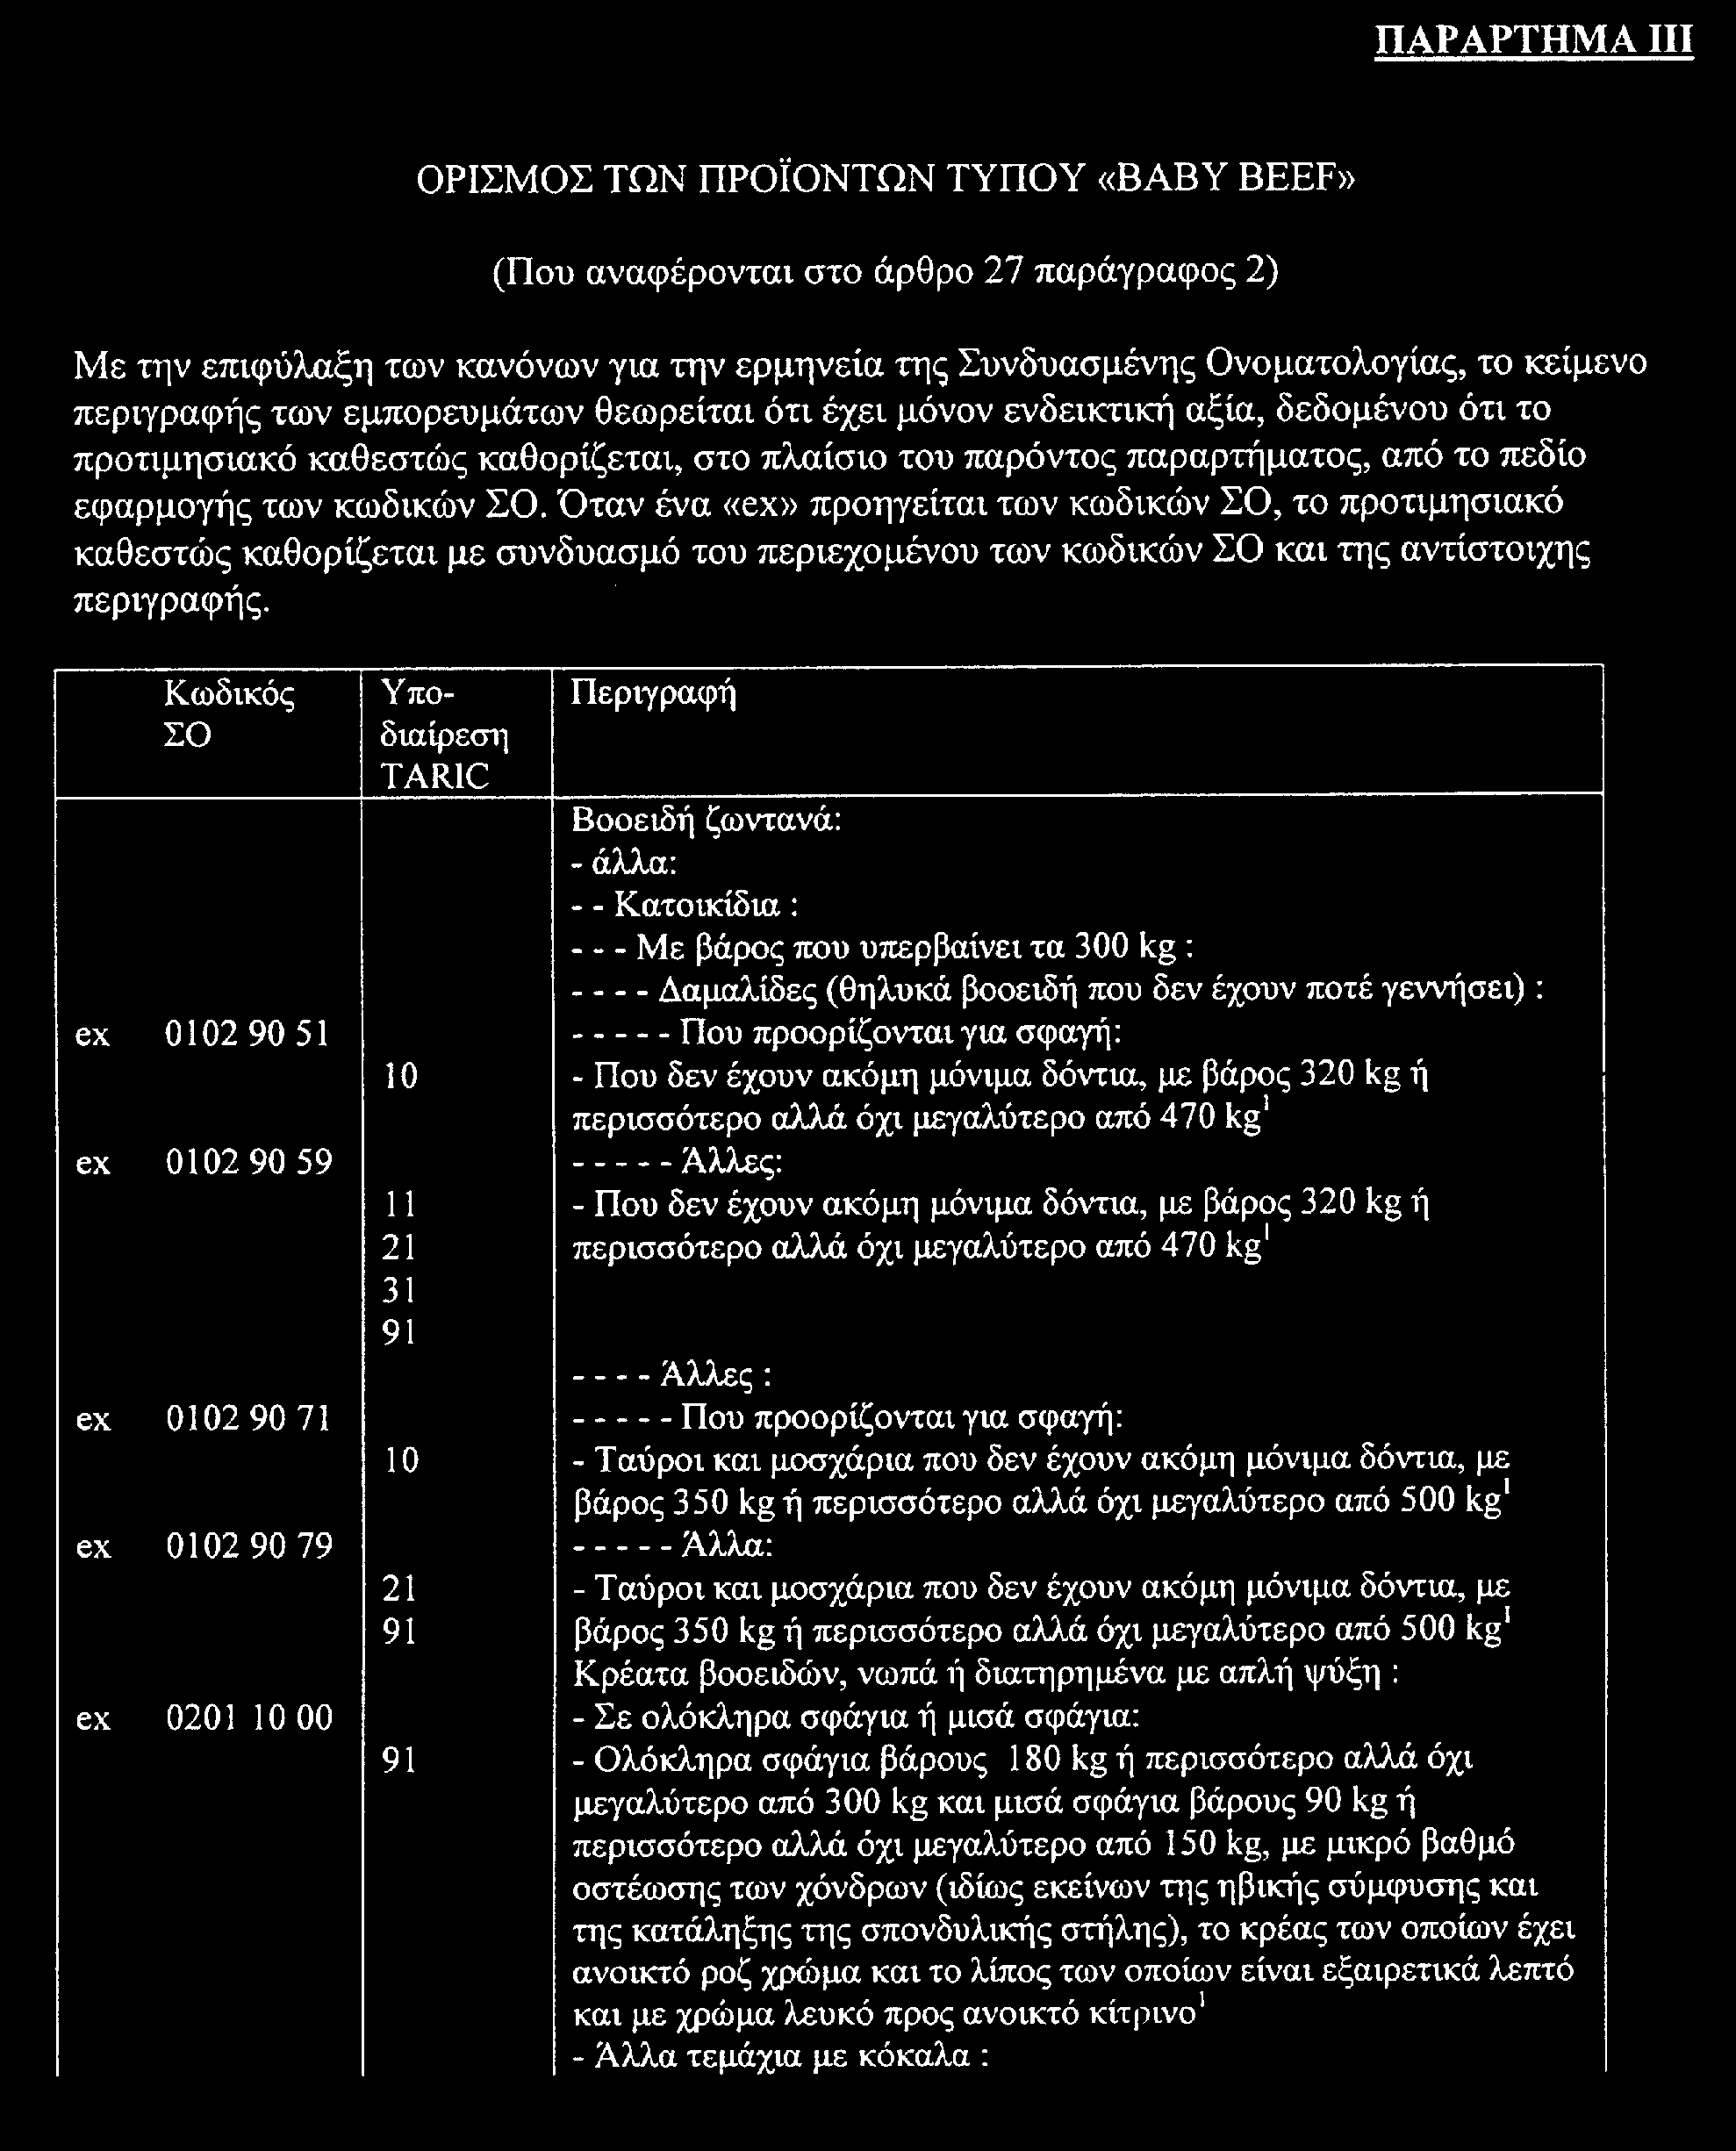 ΠΑΡΑΡΤΗΜΑ III
ΟΡΙΣΜΟΣ ΤΩΝ ΠΡΟΪΟΝΤΩΝ ΤΥΠΟΥ «BABY BEEF»
(Που αναφέρονται στο άρθρο 27 παράγραφος 2)
Με την επιφύλαξη των κανόνων για την ερμηνεία της Συνδυασμένης Ονοματολογίας, το κείμενο
περιγραφής των εμπορευμάτων θεωρείται ότι έχει μόνον ενδεικτική αξία, δεδομένου ότι το
προτιμησιακό καθεστώς καθορίζεται, στο πλαίσιο του παρόντος παραρτήματος, από το πεδίο
εφαρμογής των κωδικών ΣΟ. Όταν ένα «ex» προηγείται των κωδικών ΣΟ, το προτιμησιακό
καθεστώς καθορίζεται με συνδυασμό του περιεχομένου των κωδικών ΣΟ και της αντίστοιχης
περιγραφής.
Κωδικός Υπο- Περιγραφή
ΣΟ διαίρεση
TARIC
Βοοειδή ζωντανά:
- άλλα:
- - Κατοικίδια :
- - - Με βάρος που υπερβαίνει τα 300 kg :
- - - - Δαμαλίδες (θηλυκά βοοειδή που δεν έχουν ποτέ γεννήσει) :
ex 0102 90 51 - - - - - Που προορίζονται για σφαγή:
10 - Που δεν έχουν ακόμη μόνιμα δόντια, με βάρος 320 kg ή
περισσότερο αλλά όχι μεγαλύτερο από 470 kg¹
ex 0102 90 59 - - - - - Άλλες:
11 - Που δεν έχουν ακόμη μόνιμα δόντια, με βάρος 320 kg ή
21 περισσότερο αλλά όχι μεγαλύτερο από 470 kg¹
31
91
- - - - Άλλες :
ex 0102 90 71 - - - - - Που προορίζονται για σφαγή:
10 - Ταύροι και μοσχάρια που δεν έχουν ακόμη μόνιμα δόντια, με
βάρος 350 kg ή περισσότερο αλλά όχι μεγαλύτερο από 500 kg¹
ex 0102 90 79 - - - - - Άλλα:
21 - Ταύροι και μοσχάρια που δεν έχουν ακόμη μόνιμα δόντια, με
91 βάρος 350 kg ή περισσότερο αλλά όχι μεγαλύτερο από 500 kg¹
Κρέατα βοοειδών, νωπά ή διατηρημένα με απλή ψύξη :
ex 0201 10 00 - Σε ολόκληρα σφάγια ή μισά σφάγια:
91 - Ολόκληρα σφάγια βάρους 180 kg ή περισσότερο αλλά όχι
μεγαλύτερο από 300 kg και μισά σφάγια βάρους 90 kg ή
περισσότερο αλλά όχι μεγαλύτερο από 150 kg, με μικρό βαθμό
οστέωσης των χόνδρων (ιδίως εκείνων της ηβικής σύμφυσης και
της κατάληξης της σπονδυλικής στήλης), το κρέας των οποίων έχει
ανοικτό ροζ χρώμα και το λίπος των οποίων είναι εξαιρετικά λεπτό
και με χρώμα λευκό προς ανοικτό κίτρινο¹
- Άλλα τεμάχια με κόκαλα :